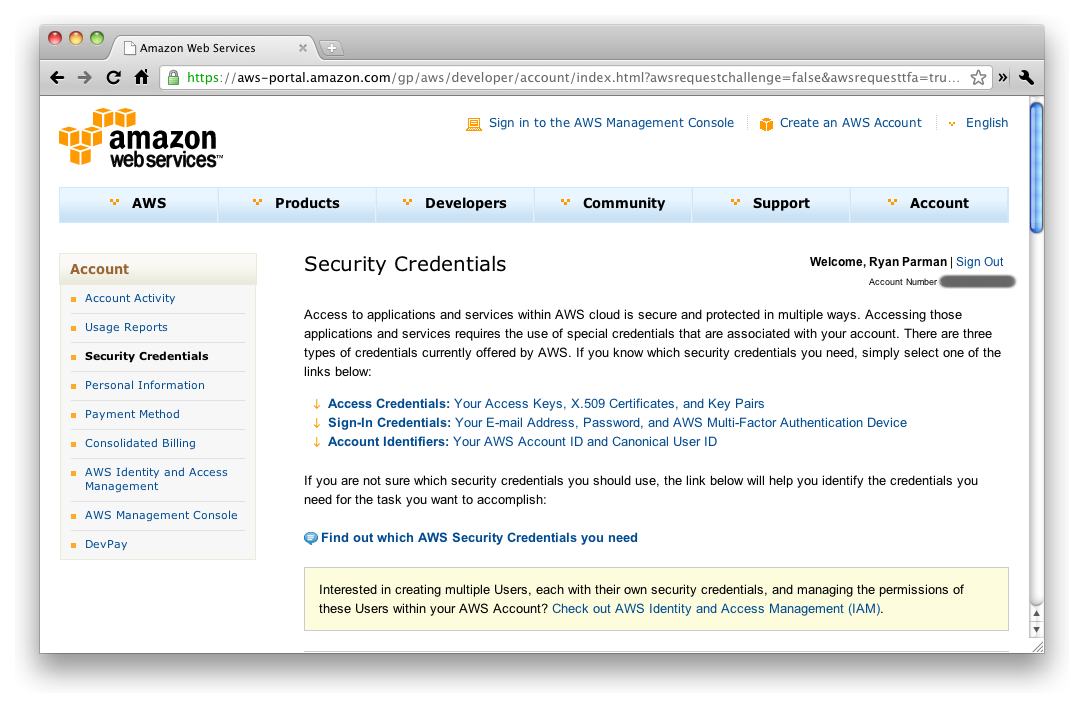 Amazon Web Services
https://aws-portal.amazon.com/gp/aws/developer/account/index.html?awsrequestchallenge=false&awsrequesttfa=tru...
amazon
web services™
Sign in to the AWS Management Console
Create an AWS Account
English
AWS
Products
Developers
Community
Support
Account
Account
Account Activity
Usage Reports
Security Credentials
Personal Information
Payment Method
Consolidated Billing
AWS Identity and Access
Management
AWS Management Console
DevPay
Security Credentials
Welcome, Ryan Parman | Sign Out
Account Number
Access to applications and services within AWS cloud is secure and protected in multiple ways. Accessing those
applications and services requires the use of special credentials that are associated with your account. There are three
types of credentials currently offered by AWS. If you know which security credentials you need, simply select one of the
links below:
Access Credentials: Your Access Keys, X.509 Certificates, and Key Pairs
Sign-In Credentials: Your E-mail Address, Password, and AWS Multi-Factor Authentication Device
Account Identifiers: Your AWS Account ID and Canonical User ID
If you are not sure which security credentials you should use, the link below will help you identify the credentials you
need for the task you want to accomplish:
Find out which AWS Security Credentials you need
Interested in creating multiple Users, each with their own security credentials, and managing the permissions of
these Users within your AWS Account? Check out AWS Identity and Access Management (IAM).